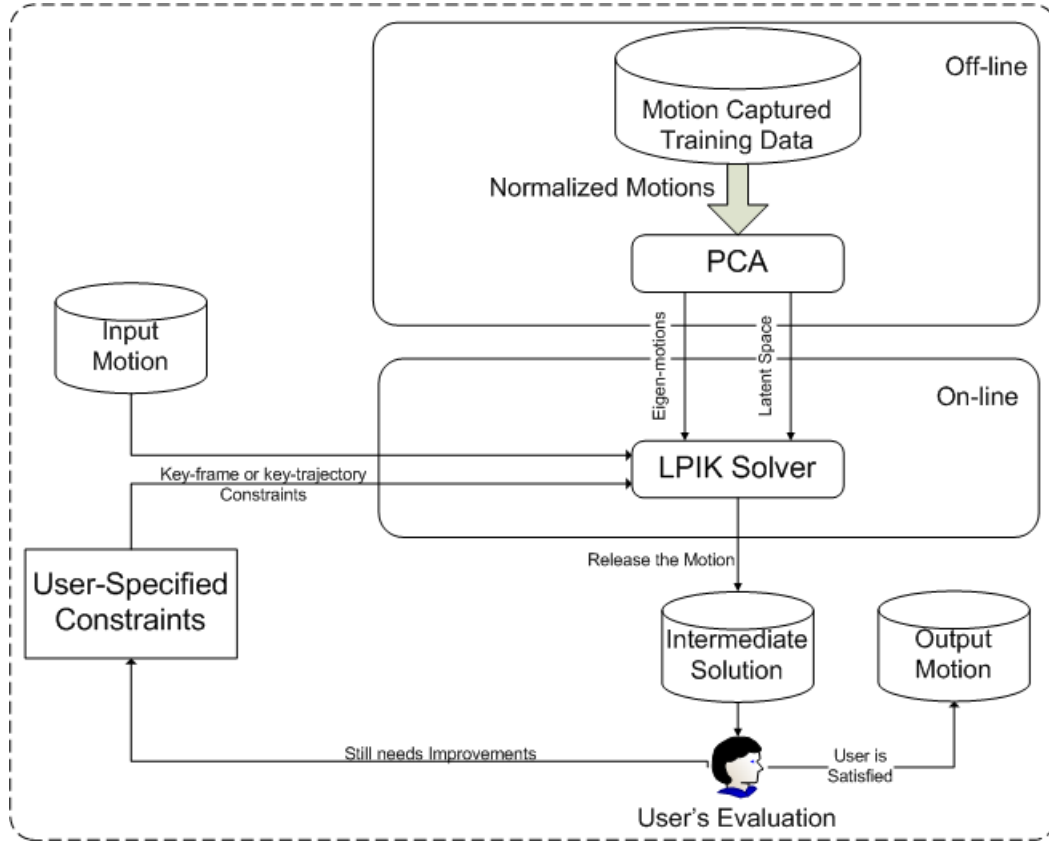 Off-line
Motion Captured
Training Data
Normalized Motions
PCA
Eigen-motions
Latent Space
Input
Motion
On-line
LPIK Solver
Key-frame or key-trajectory
Constraints
User-Specified
Constraints
Release the Motion
Intermediate
Solution
Output
Motion
Still needs Improvements
User is
Satisfied
User's Evaluation